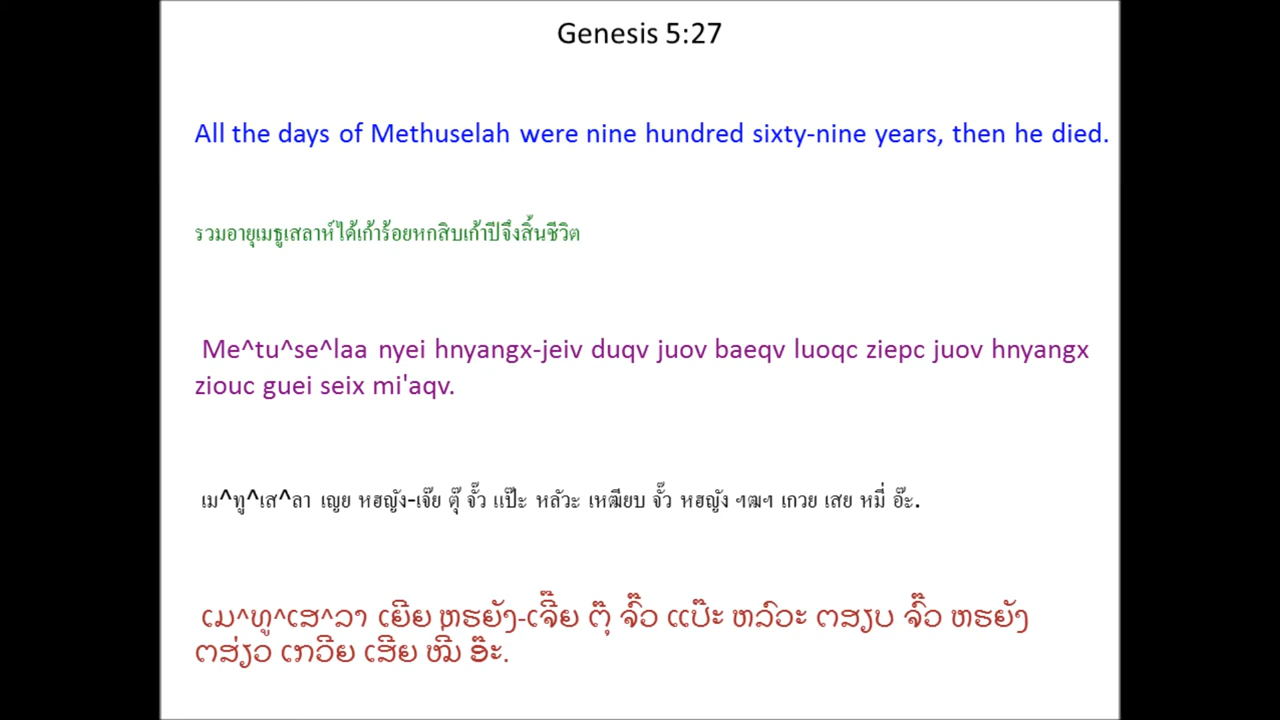 Genesis 5:27
All the days of Methuselah were nine hundred sixty-nine years, then he died.
รวมอายุเมธูเสลาห์ได้เก้าร้อยหกสิบเก้าปีจึงสิ้นชีวิต
Me^tu^se^laa nyei hnyangx-jeiv duqv juov baeqv luoqc ziepc juov hnyangx
ziouc guei seix mi'aqv.
เม^ทู^เส^ลา เญย หฮญัง-เจ๊ย ตุ๊ จั๊ว แป๊ะ หลัวะ เหฒียบ จั๊ว หฮญัง ฯฒฯ เกวย เสย หมี่ อ๊ะ.
ເມ^ທູ^ເສ^ລາ ເຍີຍ ຫຮຍັງ-ເຈີ໊ຍ ຕຸ໊ ຈົ໊ວ ແປ໊ະ ຫລົວະ ຕສຽບ ຈົ໊ວ ຫຮຍັງ
ຕສ່ຽວ ເກວີຍ ເສີຍ ໝີ່ ອ໊ະ.